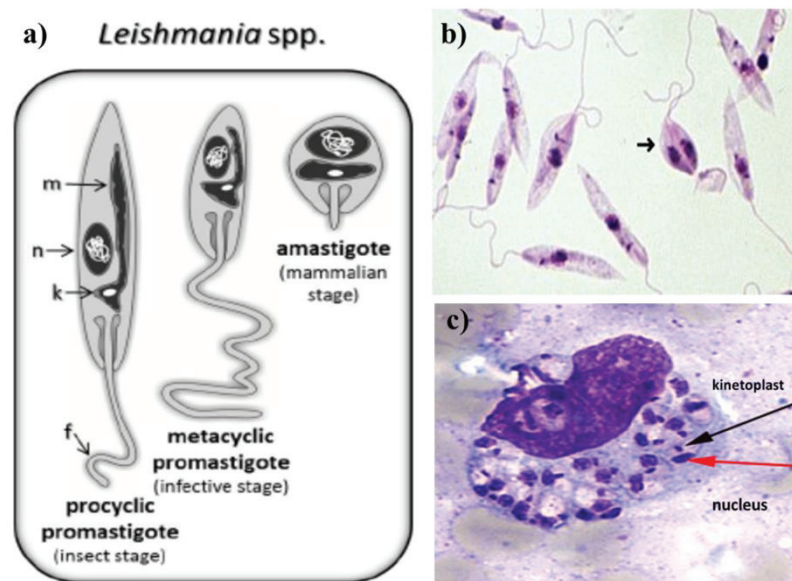 a)
Leishmania spp.
m
n
k
f
procyclic
promastigote
(insect stage)
metacyclic
promastigote
(infective stage)
amastigote
(mammalian
stage)
b)
c)
kinetoplast
nucleus